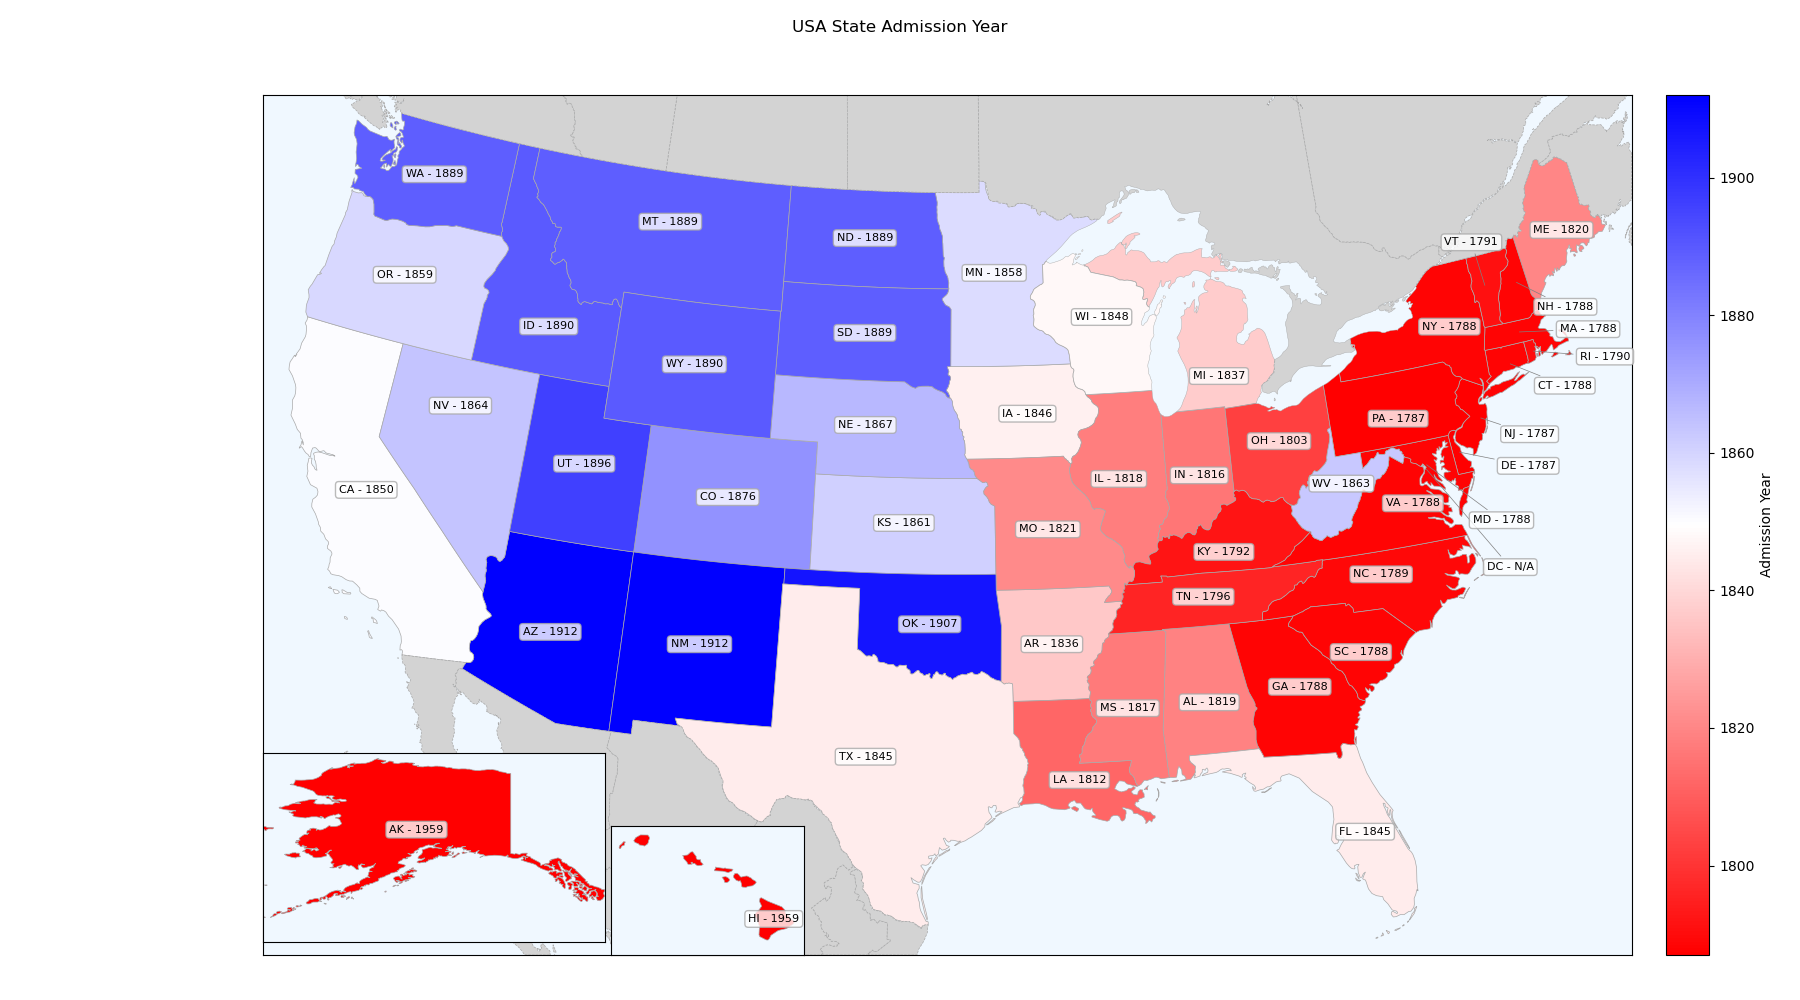 USA State Admission Year
WA - 1889
MT - 1889
ND - 1889
MN - 1858
OR - 1859
ID - 1890
SD - 1889
WI - 1848
WY - 1890
MI - 1837
NY - 1788
VT - 1791
ME - 1820
NH - 1788
MA - 1788
RI - 1790
CT - 1788
NV - 1864
NE - 1867
IA - 1846
PA - 1787
NJ - 1787
OH - 1803
UT - 1896
CO - 1876
CA - 1850
IL - 1818
IN - 1816
WV - 1863
DE - 1787
VA - 1788
MD - 1788
KS - 1861
MO - 1821
KY - 1792
DC - N/A
NC - 1789
TN - 1796
AZ - 1912
NM - 1912
OK - 1907
AR - 1836
SC - 1788
GA - 1788
MS - 1817
AL - 1819
TX - 1845
LA - 1812
FL - 1845
AK - 1959
HI - 1959
1900
1880
1860
1840
1820
1800
Admission Year